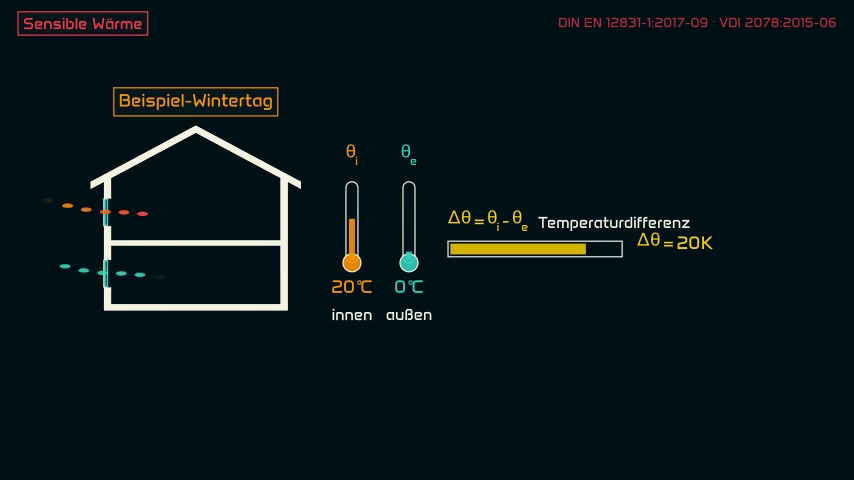 Sensible Wärme
DIN EN 12831-1:2017-09 · VDI 2078:2015-06
Beispiel-Wintertag
θi
θe
Δθ = θi - θe Temperaturdifferenz
Δθ = 20K
20°C
0°C
innen
außen